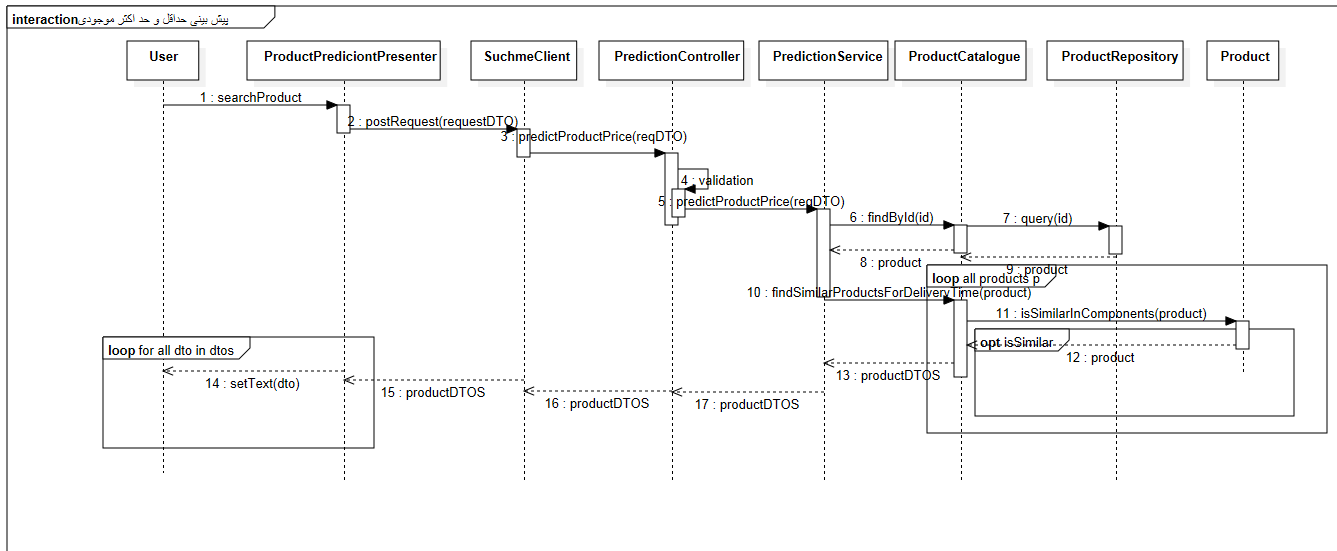 interaction پیش بینی حداقل و حد اکثر موجودی
User
ProductPrediciontPresenter
SuchmeClient
PredictionController
PredictionService
ProductCatalogue
ProductRepository
Product
1 : searchProduct
2 : postRequest(requestDTO)
3 : predictProductPrice(reqDTO)
4 : validation
5 : predictProductPrice(reqDTO)
6 : findById(id)
7 : query(id)
8 : product
9 : product
loop all products p
10 : findSimilarProductsForDeliveryTime(product)
11 : isSimilarInComponents(product)
opt isSimilar
12 : product
loop for all dto in dtos
13 : productDTOS
14 : setText(dto)
15 : productDTOS
16 : productDTOS
17 : productDTOS